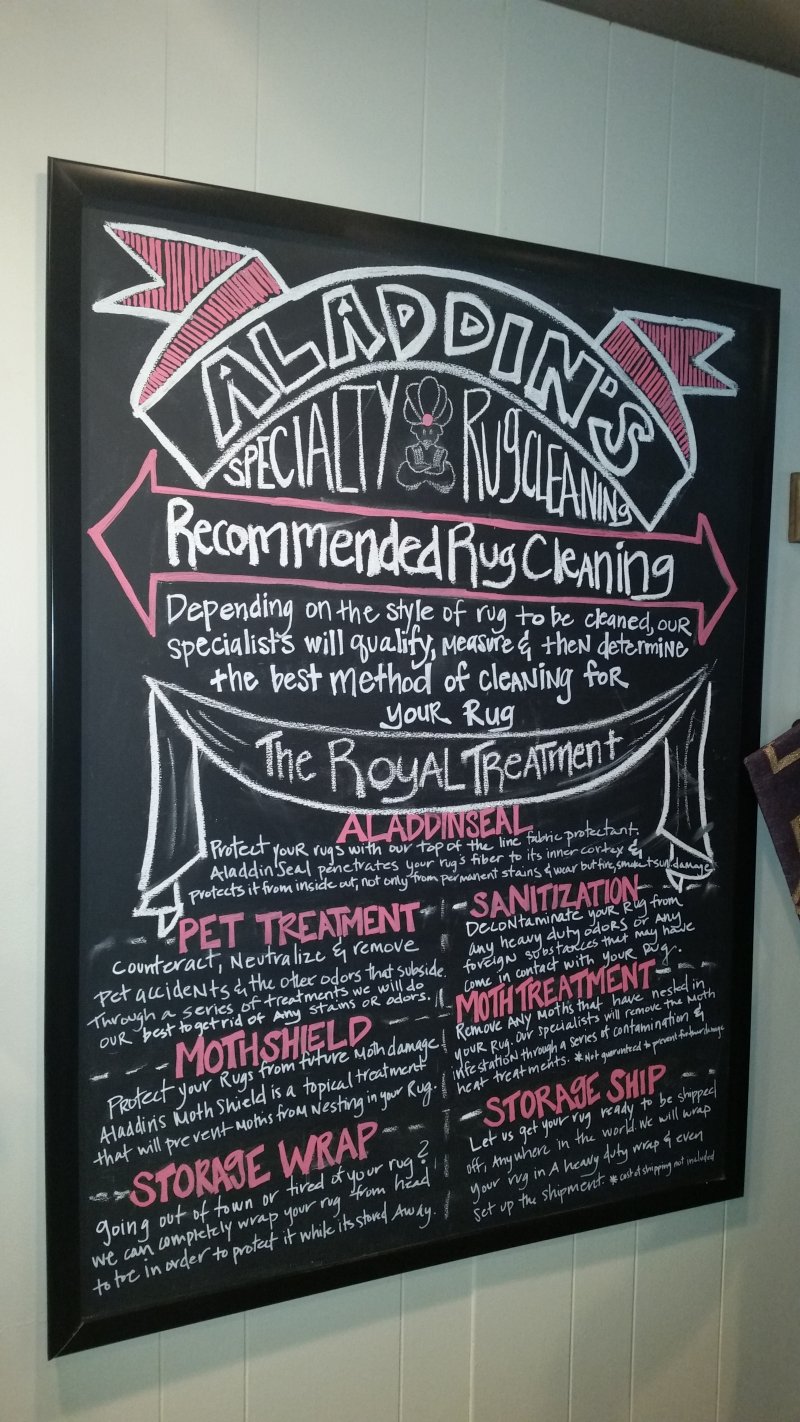 ALADDIN'S
SPECIALTY RugCLEANING
Recommended Rug Cleaning
Depending on the style of rug to be cleaned, our
specialists will qualify, measure & then determine
the best method of cleaning for
your Rug
The Royal Treatment
ALADDINSEAL
Protect your rugs with our top of the line fabric protectant.
Aladdin Seal penetrates your rugs fiber to its inner cortex &
protects it from inside out, not only from permanent stains & wear but fire, smoke & sun damage
PET TREATMENT
Counteract, Neutralize & remove
Pet accidents & the other odors that subside.
Through a series of treatments we will do
our best to get rid of any stains or odors.
SANITIZATION
Decontaminate your Rug from
any heavy duty odors or any
foreign substances that may have
come in contact with your Rug.
MOTHSHIELD
Protect your Rugs from future Moth damage
Aladdins Moth Shield is a topical treatment
that will prevent Moths from Nesting in your Rug.
MOTH TREATMENT
Remove Any Moths that have nested in
your Rug. Our specialists will remove the Moth
infestation through a series of contamination &
heat treatments. * Not guaranteed to prevent further damage
STORAGE WRAP
going out of town or tired of your rug?
we can completely wrap your rug from head
to toe in order to protect it while its stored Away.
STORAGE SHIP
Let us get your rug ready to be shipped
off, Anywhere in the world. We will wrap
your rug in A heavy duty wrap & even
set up the shipment. * cost of shipping not included